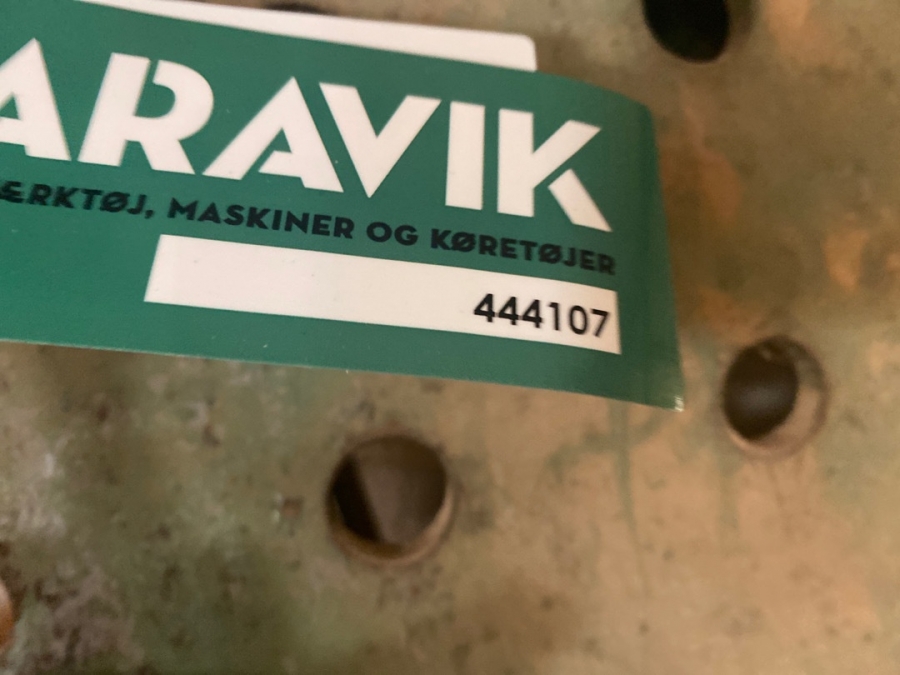 ARAVIK
ÆRKTØJ, MASKINER OG KØRETØJER
444107